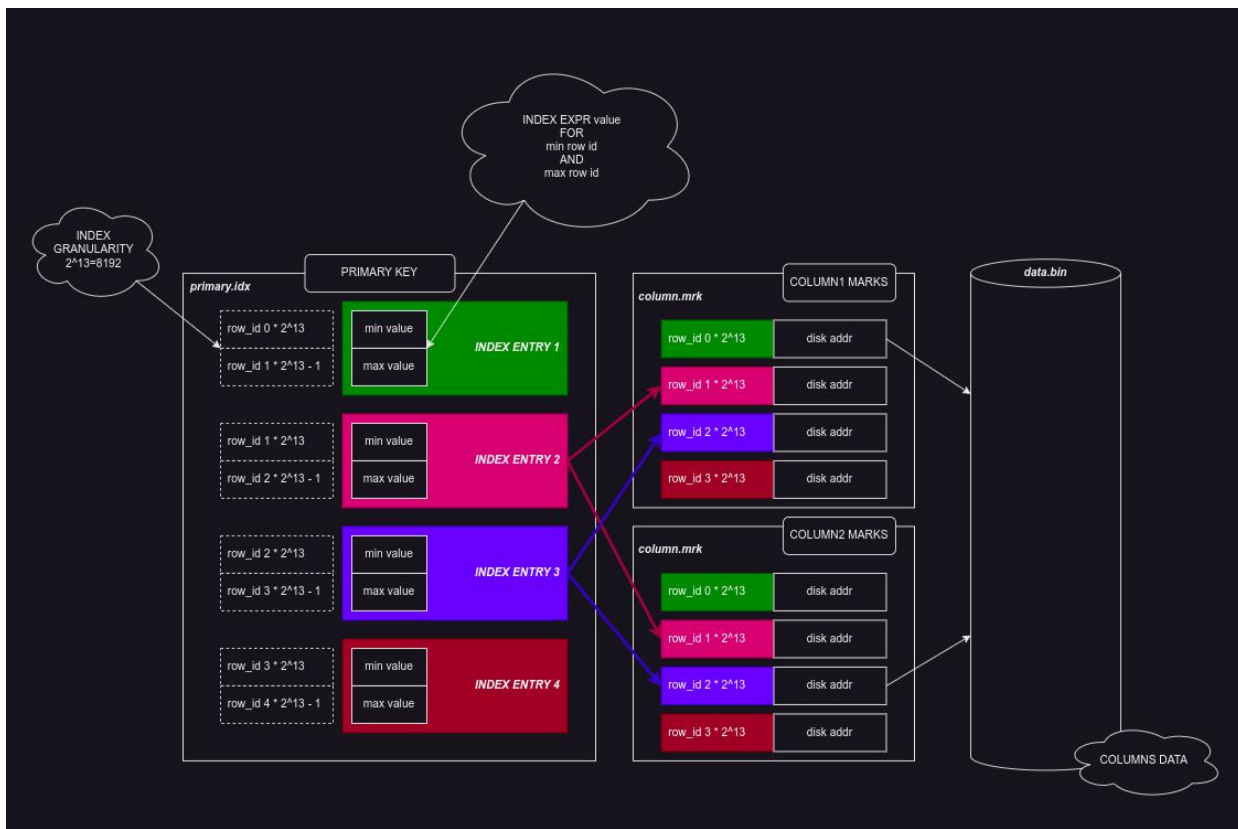 INDEX EXPR value
FOR
min row id
AND
max row id
INDEX
GRANULARITY
2^13=8192
PRIMARY KEY
primary.idx
row_id 0 * 2^13
min value
row_id 1 * 2^13 - 1
max value
INDEX ENTRY 1
row_id 1 * 2^13
min value
row_id 2 * 2^13 - 1
max value
INDEX ENTRY 2
row_id 2 * 2^13
min value
row_id 3 * 2^13 - 1
max value
INDEX ENTRY 3
row_id 3 * 2^13
min value
row_id 4 * 2^13 - 1
max value
INDEX ENTRY 4
COLUMN1 MARKS
column.mrk
row_id 0 * 2^13
disk addr
row_id 1 * 2^13
disk addr
row_id 2 * 2^13
disk addr
row_id 3 * 2^13
disk addr
COLUMN2 MARKS
column.mrk
row_id 0 * 2^13
disk addr
row_id 1 * 2^13
disk addr
row_id 2 * 2^13
disk addr
row_id 3 * 2^13
disk addr
data.bin
COLUMNS DATA